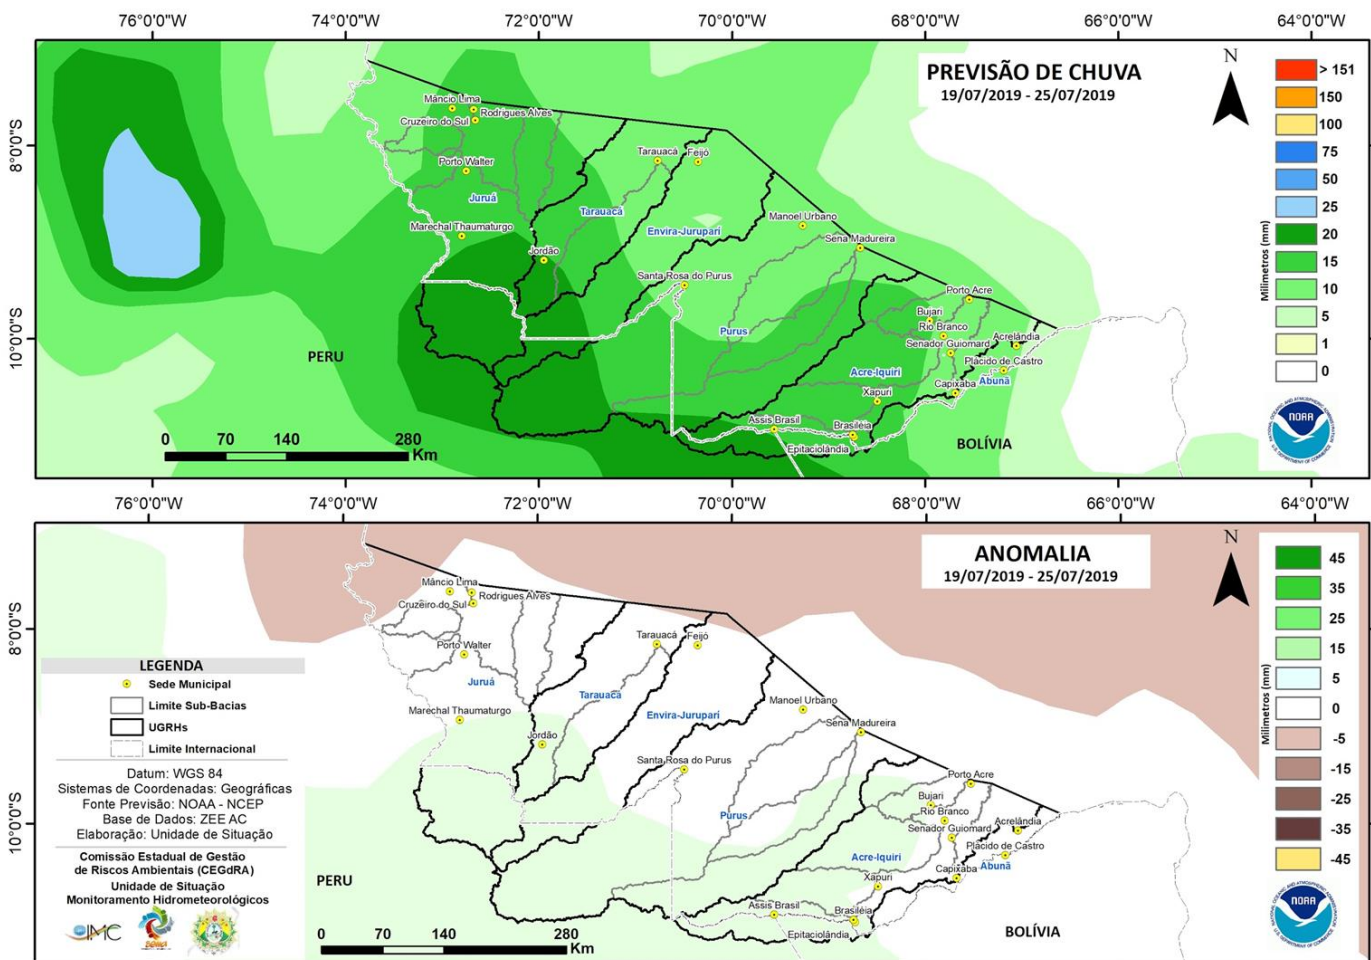 76°0'0"W 74°0'0"W 72°0'0"W 70°0'0"W 68°0'0"W 66°0'0"W 64°0'0"W
8°0'0"S
10°0'0"S
PREVISÃO DE CHUVA
19/07/2019 - 25/07/2019
N
Milímetros (mm)
> 151
150
100
75
50
25
20
15
10
5
1
0
NOAA
Mâncio Lima
Rodrigues Alves
Cruzeiro do Sul
Tarauacá
Feijó
Porto Walter
Juruá
Tarauacá
Marechal Thaumaturgo
Envira-Jurupari
Manoel Urbano
Sena Madureira
Jordão
Santa Rosa do Purus
Porto Acre
Bujari
Purus
Rio Branco
Acrelândia
Senador Guiomard
Plácido de Castro
PERU
Acre-Iquiri
Abunã
Capixaba
Xapuri
Assis Brasil
Brasiléia
Epitaciolândia
BOLÍVIA
0 70 140 280
Km
76°0'0"W 74°0'0"W 72°0'0"W 70°0'0"W 68°0'0"W 66°0'0"W 64°0'0"W
8°0'0"S
10°0'0"S
ANOMALIA
19/07/2019 - 25/07/2019
N
Milímetros (mm)
45
35
25
15
5
0
-5
-15
-25
-35
-45
NOAA
Mâncio Lima
Rodrigues Alves
Cruzeiro do Sul
Tarauacá
Feijó
Porto Walter
Juruá
Tarauacá
Marechal Thaumaturgo
Envira-Jurupari
Manoel Urbano
Sena Madureira
Jordão
Santa Rosa do Purus
Porto Acre
Bujari
Purus
Rio Branco
Acrelândia
Senador Guiomard
Plácido de Castro
PERU
Acre-Iquiri
Abunã
Capixaba
Xapuri
Assis Brasil
Brasiléia
Epitaciolândia
BOLÍVIA
0 70 140 280
Km
LEGENDA
Sede Municipal
Limite Sub-Bacias
UGRHs
Limite Internacional
Datum: WGS 84
Sistemas de Coordenadas: Geográficas
Fonte Previsão: NOAA - NCEP
Base de Dados: ZEE AC
Elaboração: Unidade de Situação
Comissão Estadual de Gestão
de Riscos Ambientais (CEGdRA)
Unidade de Situação
Monitoramento Hidrometeorológicos
IMC